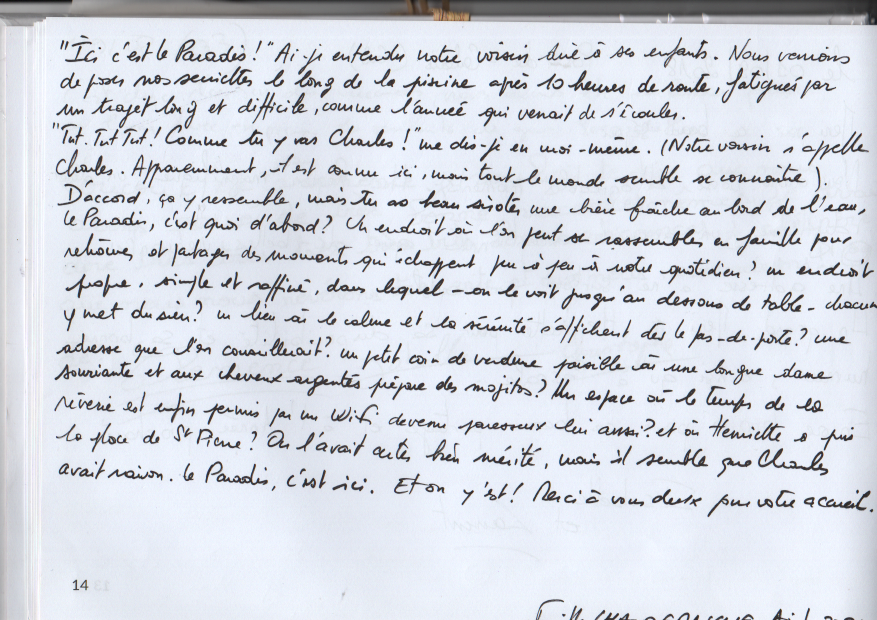 "Ici c'est le Paradis!" Ai-je entendu notre voisin dire à ses enfants. Nous venions
de poser nos serviettes le long de la piscine après 10 heures de route, fatigués par
un trajet long et difficile, comme l'année qui venait de s'écouler.
"Tut. Tut Tut! Comme tu y vas Charles!" me dis-je en moi-meme. (Notre voisin s'appelle
Charles. Apparemment, il est comme ici, mais tout le monde semble se connaitre).
D'accord, ça y ressemble, mais tu as beau siroter une bière fraîche au bord de l'eau,
le Paradis, c'est quoi d'abord? Un endroit où l'on peut se rassembler en famille pour
retrouver et partager des moments qui échappent peu à peu à notre quotidien? un endroit
propre, simple et raffiné, dans lequel - on le voit jusqu'au dessous de table - chacun
y met du sien? un lieu où le calme et la sérénité s'affichent dès le pas-de-porte? une
adresse que l'on conseillerait? un petit coin de verdure paisible où une longue dame
souriante et aux cheveux argentés prépare des mojitos? Un espace où le temps de la
rêverie est enfin permis par un Wifi devenu paresseux lui aussi? et où Henriette a pris
la place de St Pierre? On l'avait certes bien mérité, mais il semble que Charles
avait raison. Le Paradis, c'est ici. Et on y est! Merci à vous deux pour votre accueil.
14